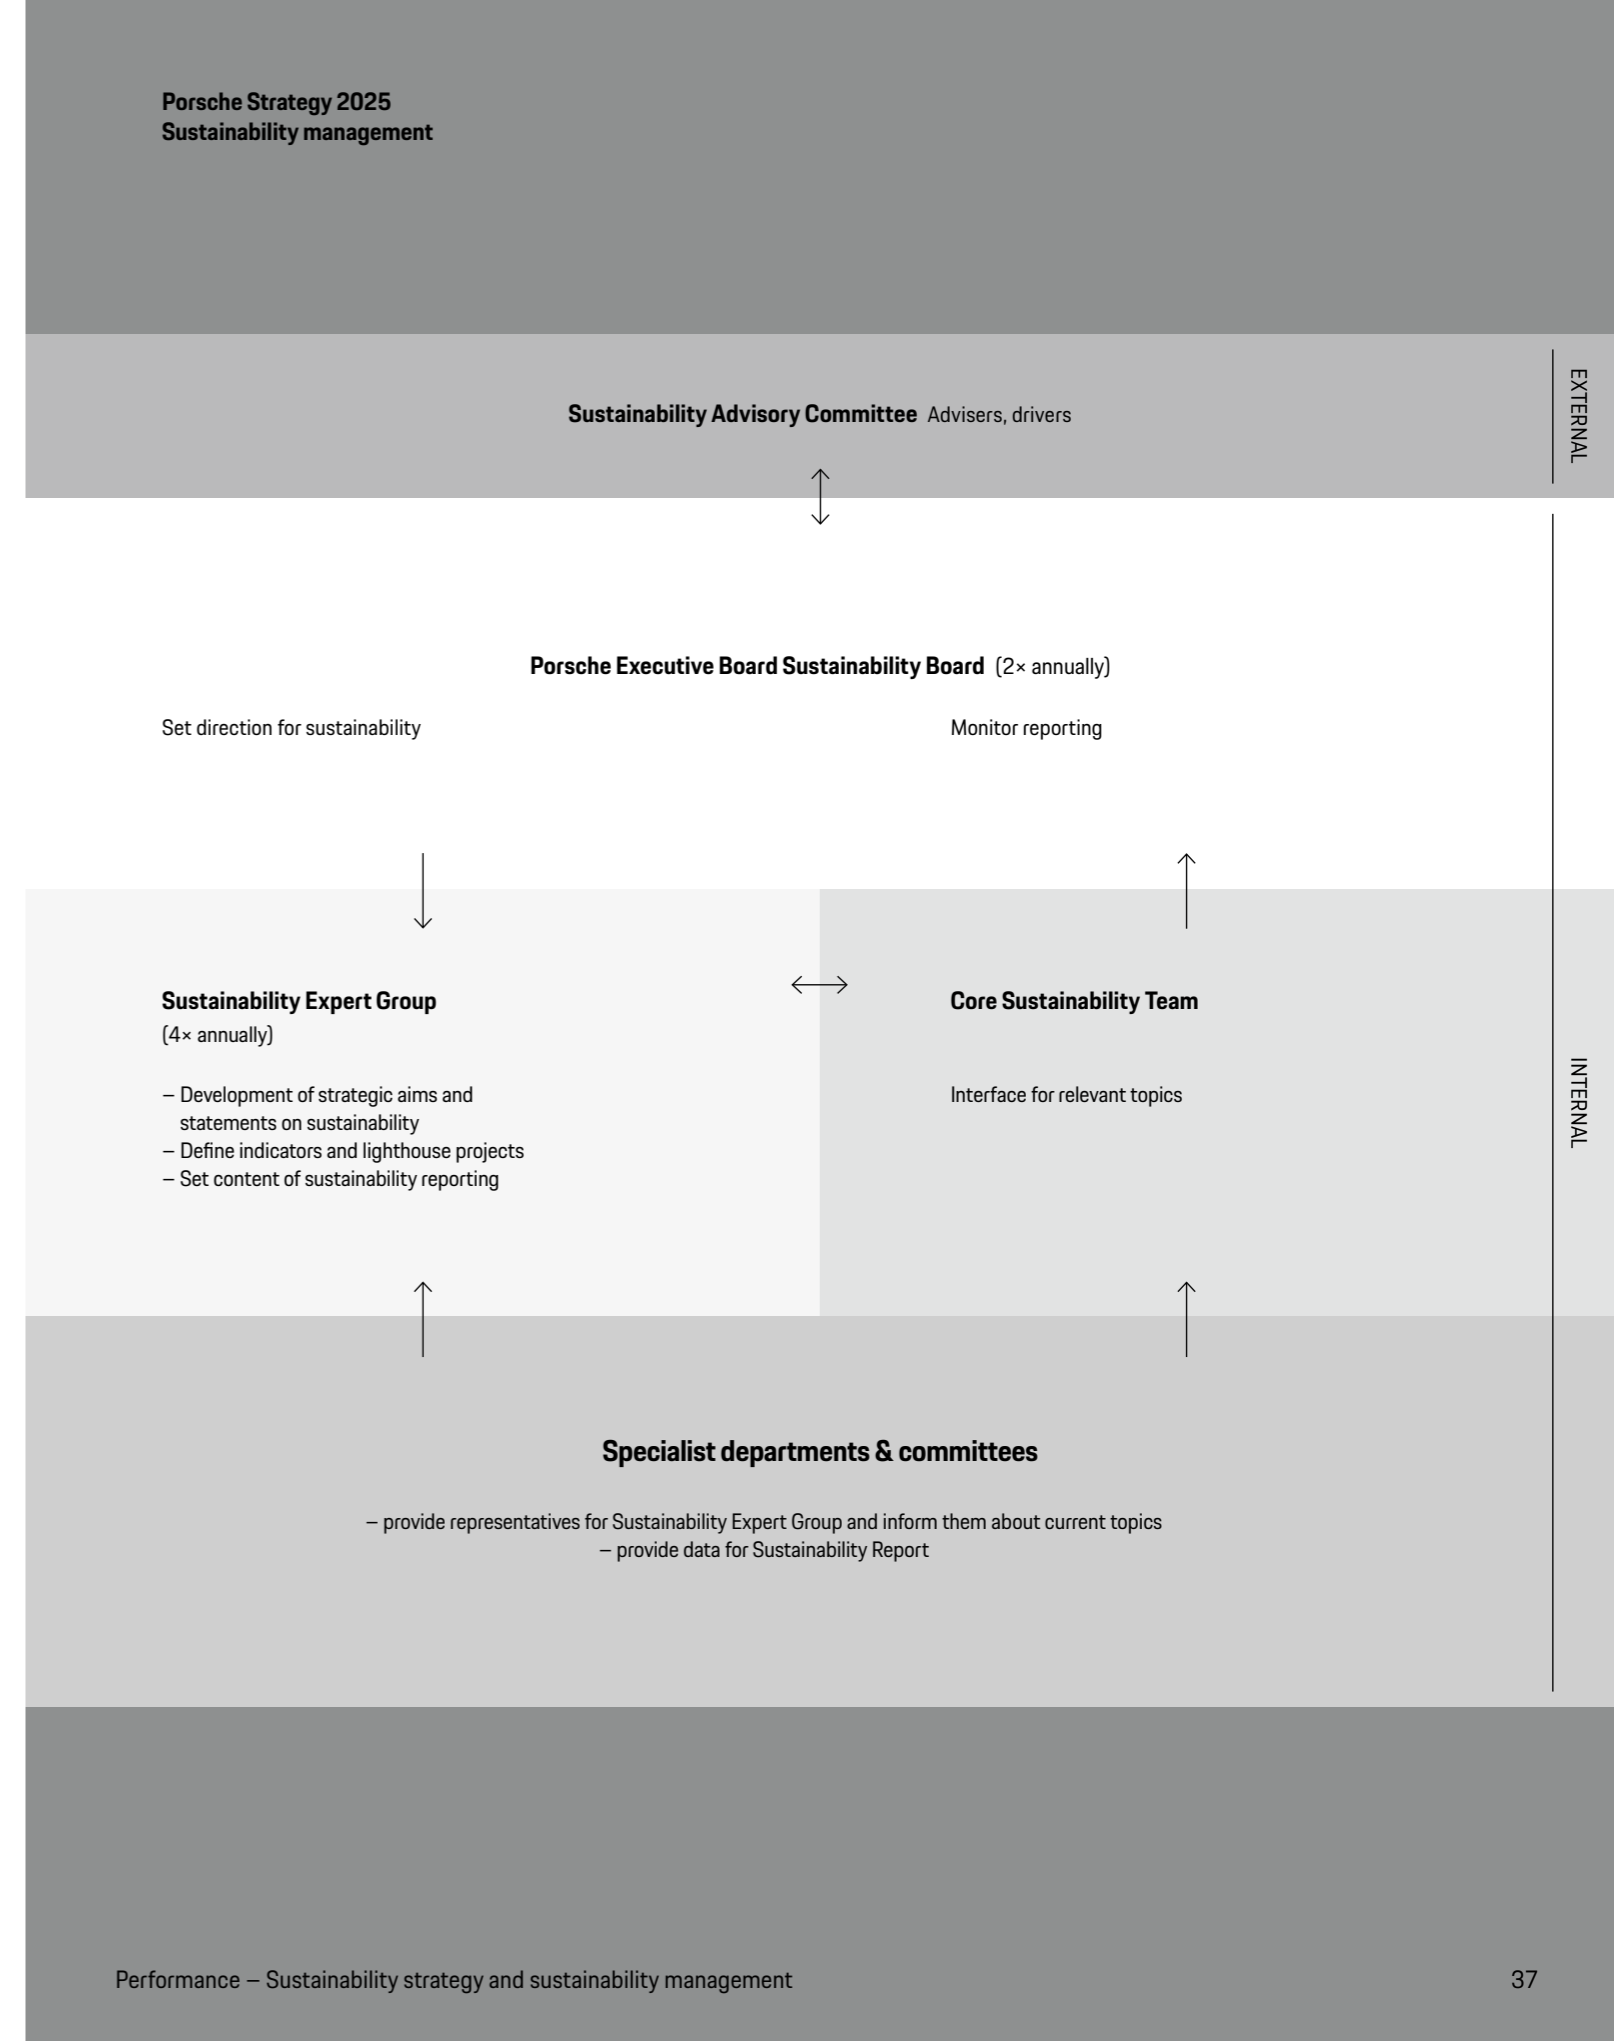 Porsche Strategy 2025
Sustainability management
EXTERNAL
Sustainability Advisory Committee Advisers, drivers
Porsche Executive Board Sustainability Board (2× annually)
Set direction for sustainability
Monitor reporting
Sustainability Expert Group
(4× annually)
– Development of strategic aims and
statements on sustainability
– Define indicators and lighthouse projects
– Set content of sustainability reporting
Core Sustainability Team
Interface for relevant topics
INTERNAL
Specialist departments & committees
– provide representatives for Sustainability Expert Group and inform them about current topics
– provide data for Sustainability Report
Performance – Sustainability strategy and sustainability management
37